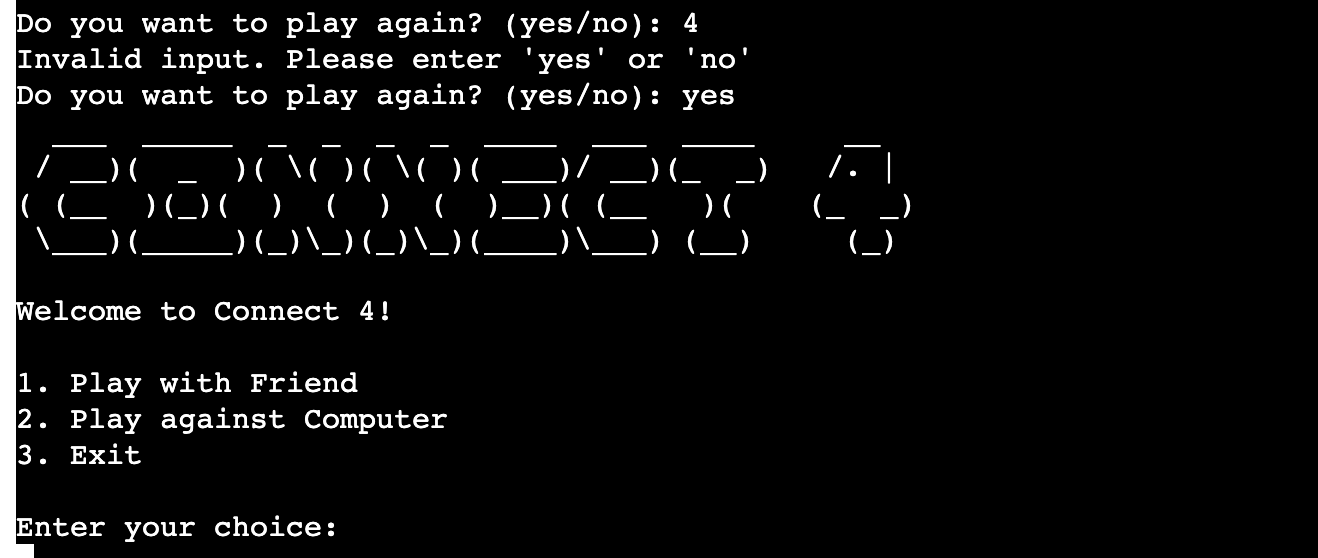 Do you want to play again? (yes/no): 4
Invalid input. Please enter 'yes' or 'no'
Do you want to play again? (yes/no): yes
CONNECT 4
Welcome to Connect 4!
1. Play with Friend
2. Play against Computer
3. Exit
Enter your choice: